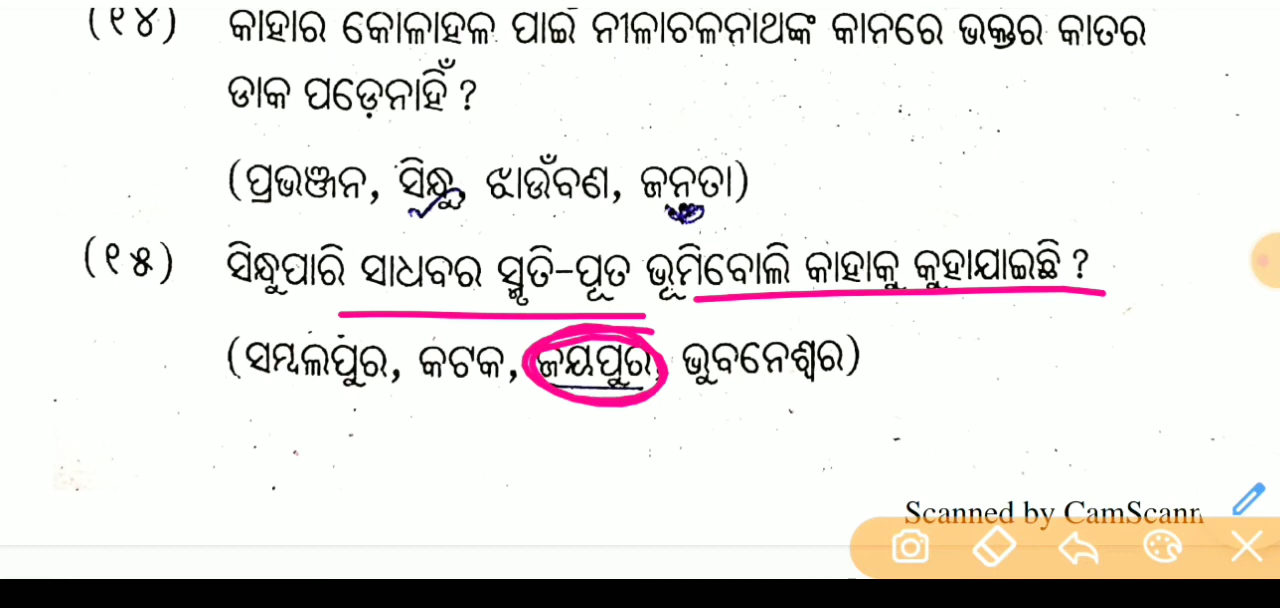 (୧୪) କାହାର କୋଳାହଳ ପାଇଁ ନୀଳାଚଳନାଥଙ୍କ କାନରେ ଭକ୍ତର କାତର
ଡାକ ପଡ଼େନାହିଁ ?
(ପ୍ରଭଞ୍ଜନ, ସିନ୍ଧୁ, ଝାଉଁବଣ, ଜନତା)
(୧୫) ସିନ୍ଧୁପାରି ସାଧବର ସ୍ମୃତି-ପୂତ ଭୂମିବୋଲି କାହାକୁ କୁହାଯାଇଛି ?
(ସମ୍ବଲପୁର, କଟକ, ଜୟପୁର, ଭୁବନେଶ୍ୱର)
Scanned by CamScann